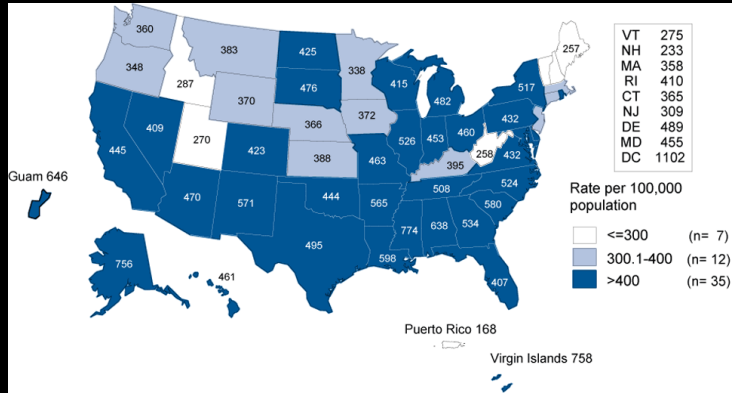 360
383
425
338
257
348
287
476
415
517
370
482
372
432
366
409
270
526
453
460
445
423
388
463
395
258
432
470
571
444
565
508
524
580
495
774
638
534
598
407
756
461
Guam 646
VT 275
NH 233
MA 358
RI 410
CT 365
NJ 309
DE 489
MD 455
DC 1102
Rate per 100,000
population
<=300 (n= 7)
300.1-400 (n= 12)
>400 (n= 35)
Puerto Rico 168
Virgin Islands 758